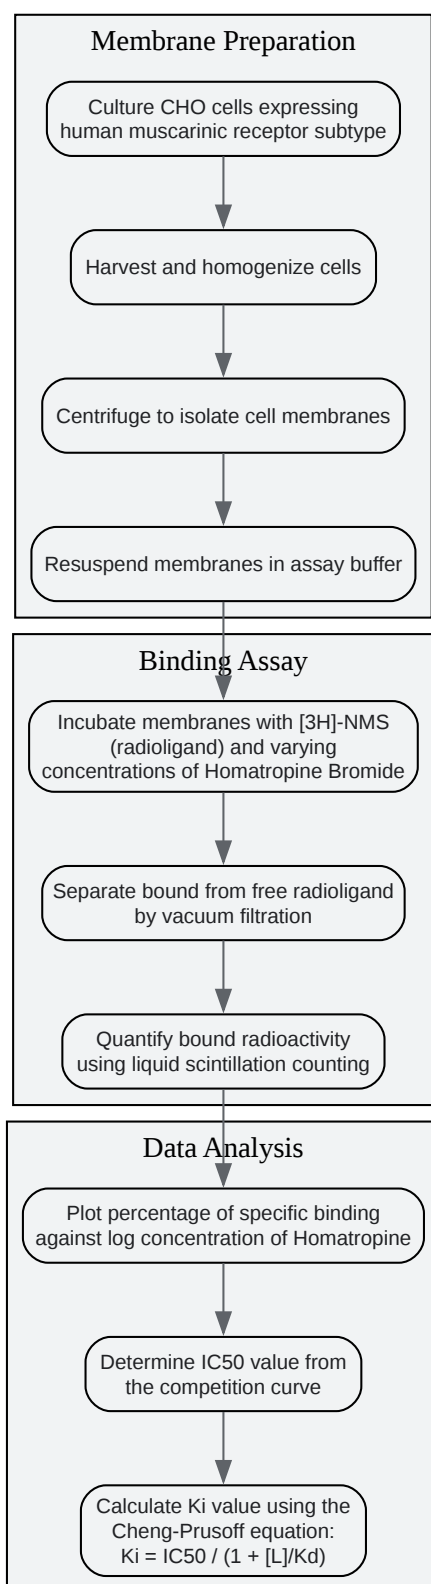 Membrane Preparation
Culture CHO cells expressing
human muscarinic receptor subtype
Harvest and homogenize cells
Centrifuge to isolate cell membranes
Resuspend membranes in assay buffer
Binding Assay
Incubate membranes with [3H]-NMS
(radioligand) and varying
concentrations of Homatropine Bromide
Separate bound from free radioligand
by vacuum filtration
Quantify bound radioactivity
using liquid scintillation counting
Data Analysis
Plot percentage of specific binding
against log concentration of Homatropine
Determine IC50 value from
the competition curve
Calculate Ki value using the
Cheng-Prusoff equation:
Ki = IC50 / (1 + [L]/Kd)